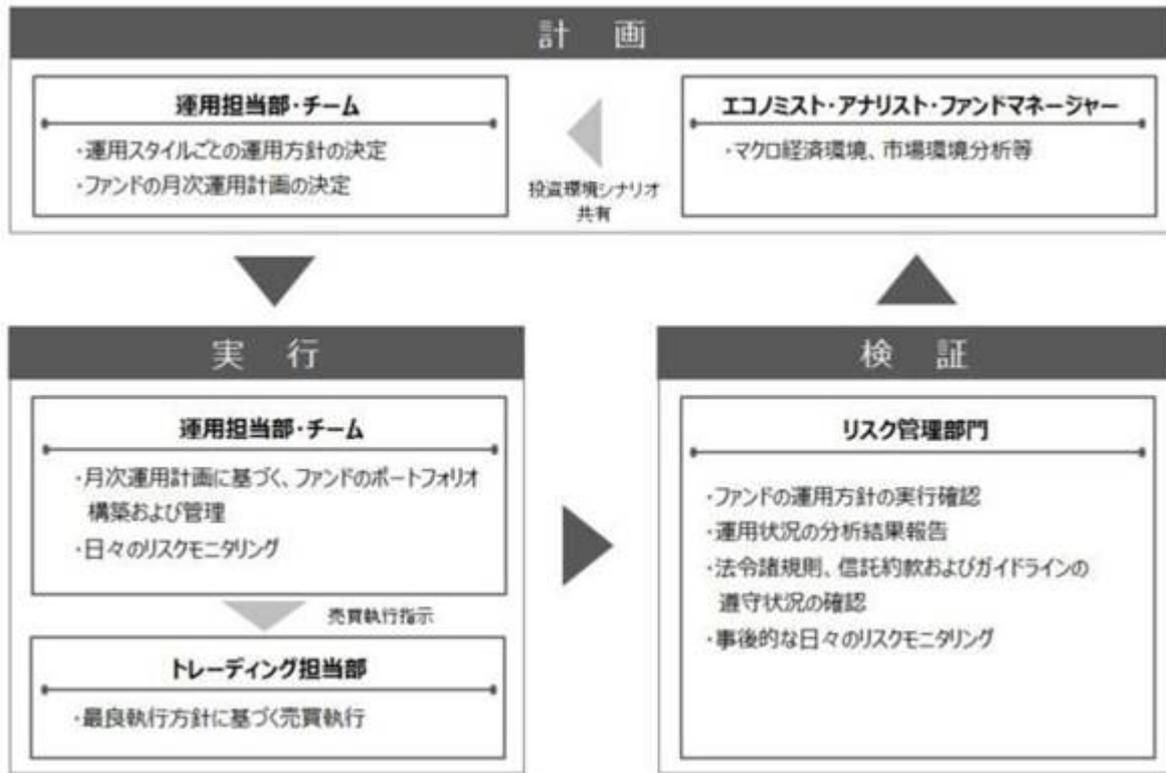 計 画
運用担当部・チーム
・運用スタイルごとの運用方針の決定
・ファンドの月次運用計画の決定
投資環境シナリオ
共有
エコノミスト・アナリスト・ファンドマネージャー
・マクロ経済環境、市場環境分析等
実 行
運用担当部・チーム
・月次運用計画に基づく、ファンドのポートフォリオ
構築および管理
・日々のリスクモニタリング
売買執行指示
トレーディング担当部
・最良執行方針に基づく売買執行
検 証
リスク管理部門
・ファンドの運用方針の実行確認
・運用状況の分析結果報告
・法令諸規則、信託約款およびガイドラインの
遵守状況の確認
・事後的な日々のリスクモニタリング